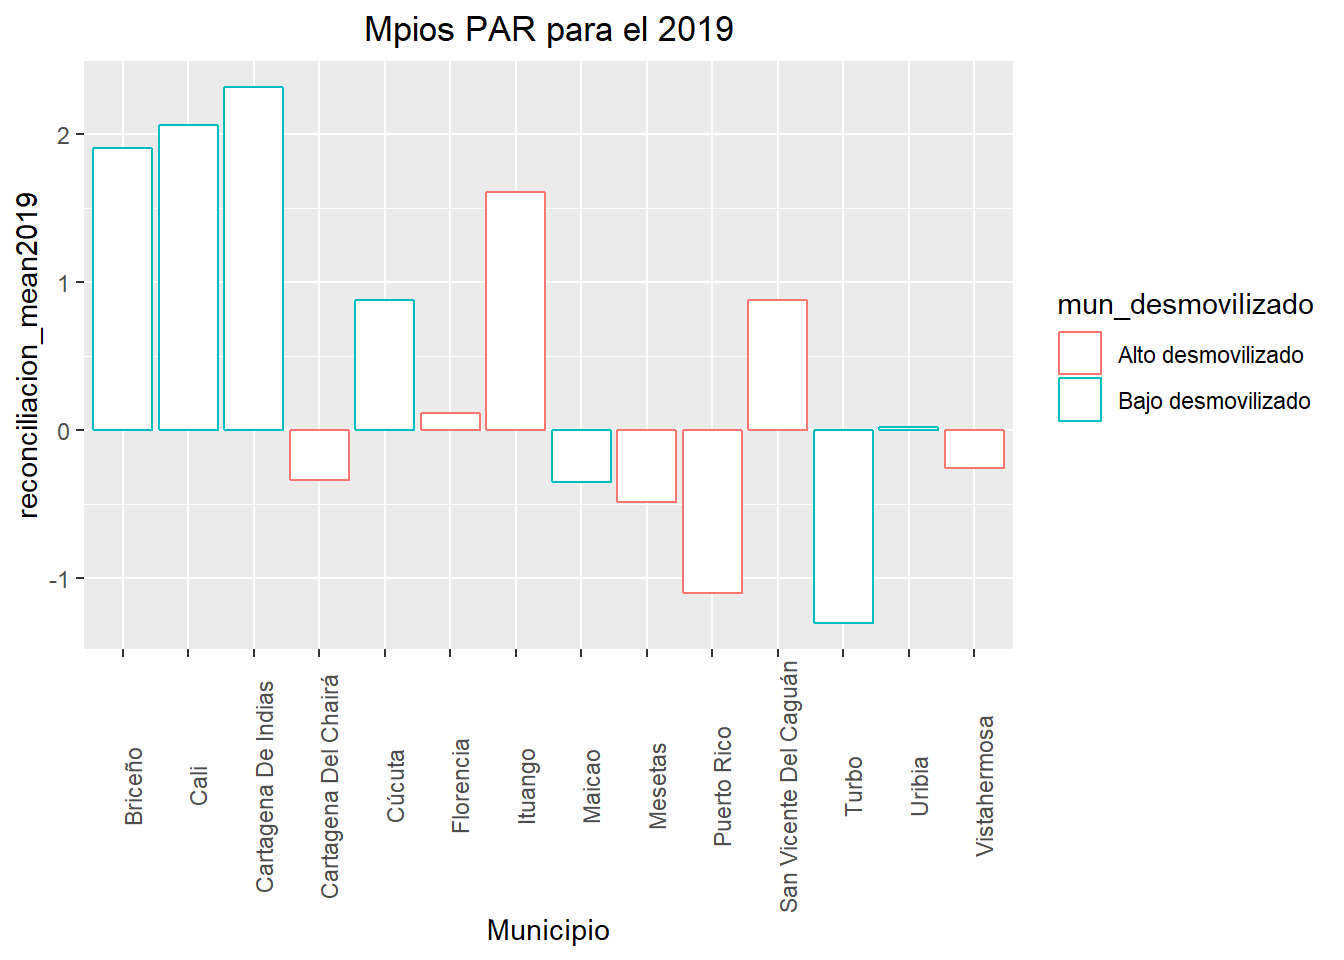 Mpios PAR para el 2019
reconciliacion_mean2019
2
1
0
-1
Briceño
Cali
Cartagena De Indias
Cartagena Del Chairá
Cúcuta
Florencia
Ituango
Maicao
Mesetas
Puerto Rico
San Vicente Del Caguán
Turbo
Uribia
Vistahermosa
Municipio
mun_desmovilizado
Alto desmovilizado
Bajo desmovilizado